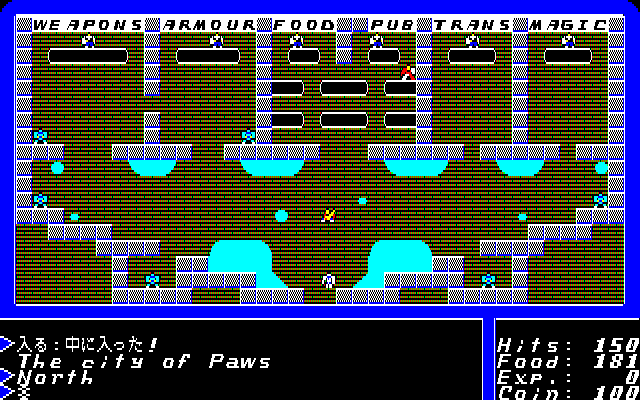 WEAPONS ARMOUR FOOD PUB TRANS MAGIC
入る:中に入った!
The city of Paws
North
Hits: 150
Food: 181
Exp.: 0
Coin: 100